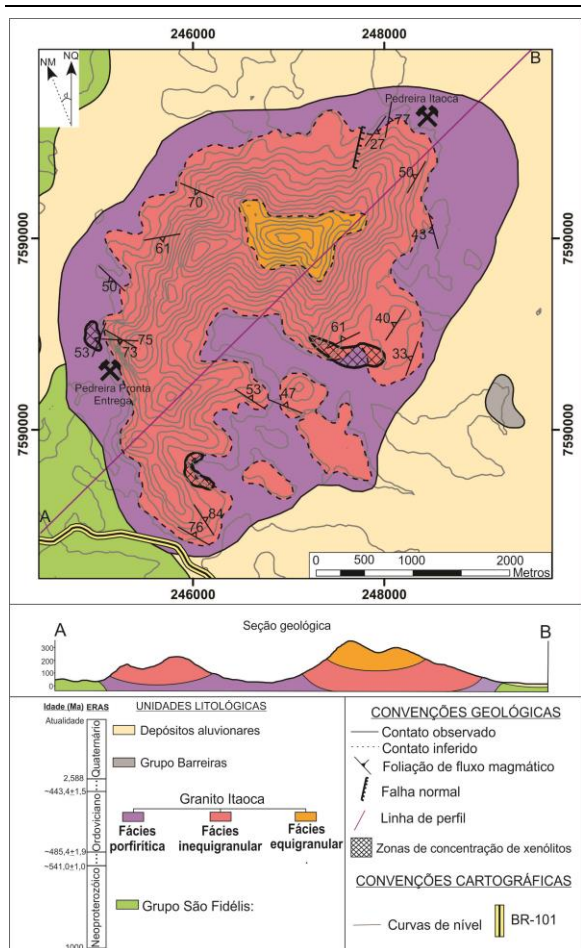 246000 248000
NM NQ
B
Pedreira Itaoca
77
27
50
70
7590000 7590000
43
61
50
40
61
75
33
537 73
Pedreira Pronta
Entrega
53 47
7590000 7590000
84
A
76
0 500 1000 2000
Metros
246000 248000
A Seção geológica B
300
200
100
0
Idade (Ma) ERAS UNIDADES LITOLÓGICAS
Atualidade
Quaternário
Depósitos aluvionares
Grupo Barreiras
2,588
~443,4±1,5
Ordoviciano
Granito Itaoca
Fácies porfirítica
Fácies inequigranular
Fácies equigranular
~485,4±1,9
~541,0±1,0
Neoproterozóico
Grupo São Fidélis:
1000
CONVENÇÕES GEOLÓGICAS
Contato observado
Contato inferido
Foliação de fluxo magmático
Falha normal
Linha de perfil
Zonas de concentração de xenólitos
CONVENÇÕES CARTOGRÁFICAS
Curvas de nível BR-101